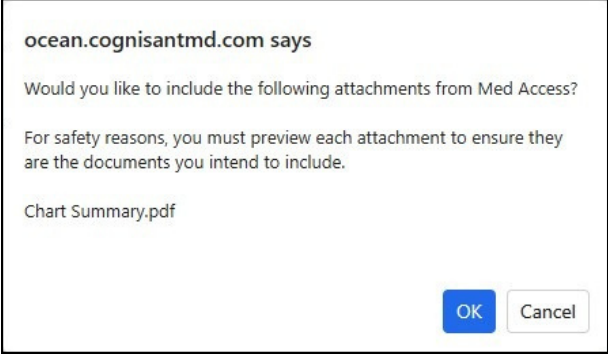 ocean.cognisantmd.com says
Would you like to include the following attachments from Med Access?
For safety reasons, you must preview each attachment to ensure they
are the documents you intend to include.
Chart Summary.pdf
OK Cancel